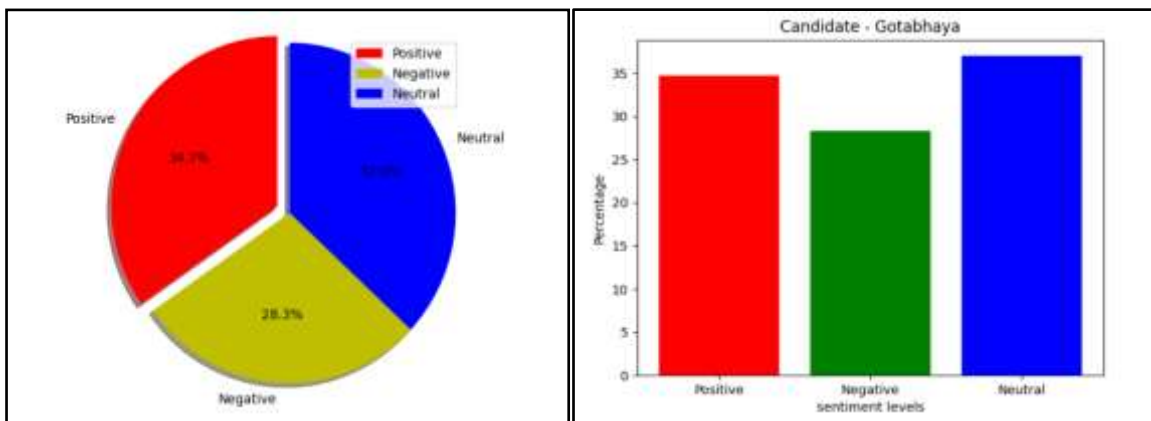 Positive
Negative
Neutral
Positive
Neutral
28.3%
Negative
Candidate - Gotabhaya
Percentage
35
30
25
20
15
10
5
0
Positive Negative Neutral
sentiment levels